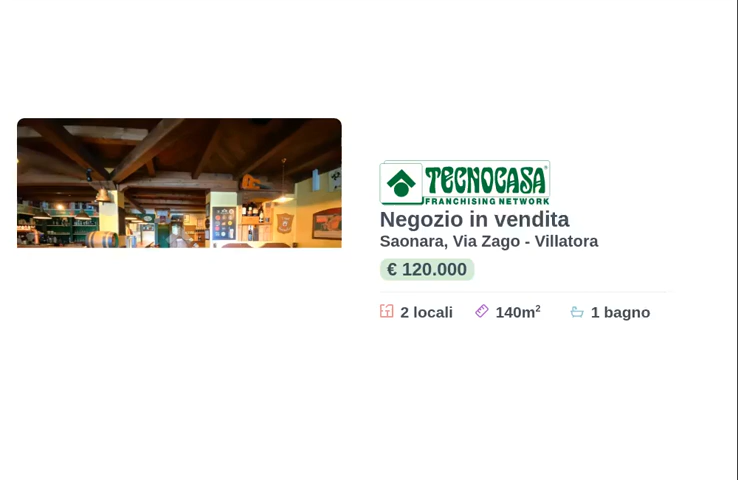 TECNOCASA
FRANCHISING NETWORK
Negozio in vendita
Saonara, Via Zago - Villatora
€ 120.000
2 locali
140m²
1 bagno